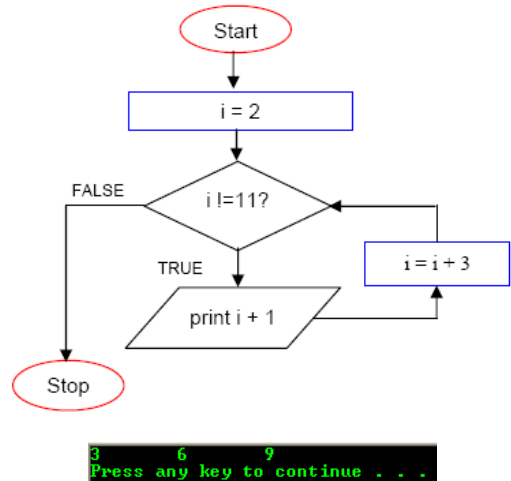 Start
i = 2
i !=11?
FALSE
TRUE
i = i + 3
print i + 1
Stop
3 6 9
Press any key to continue . . .